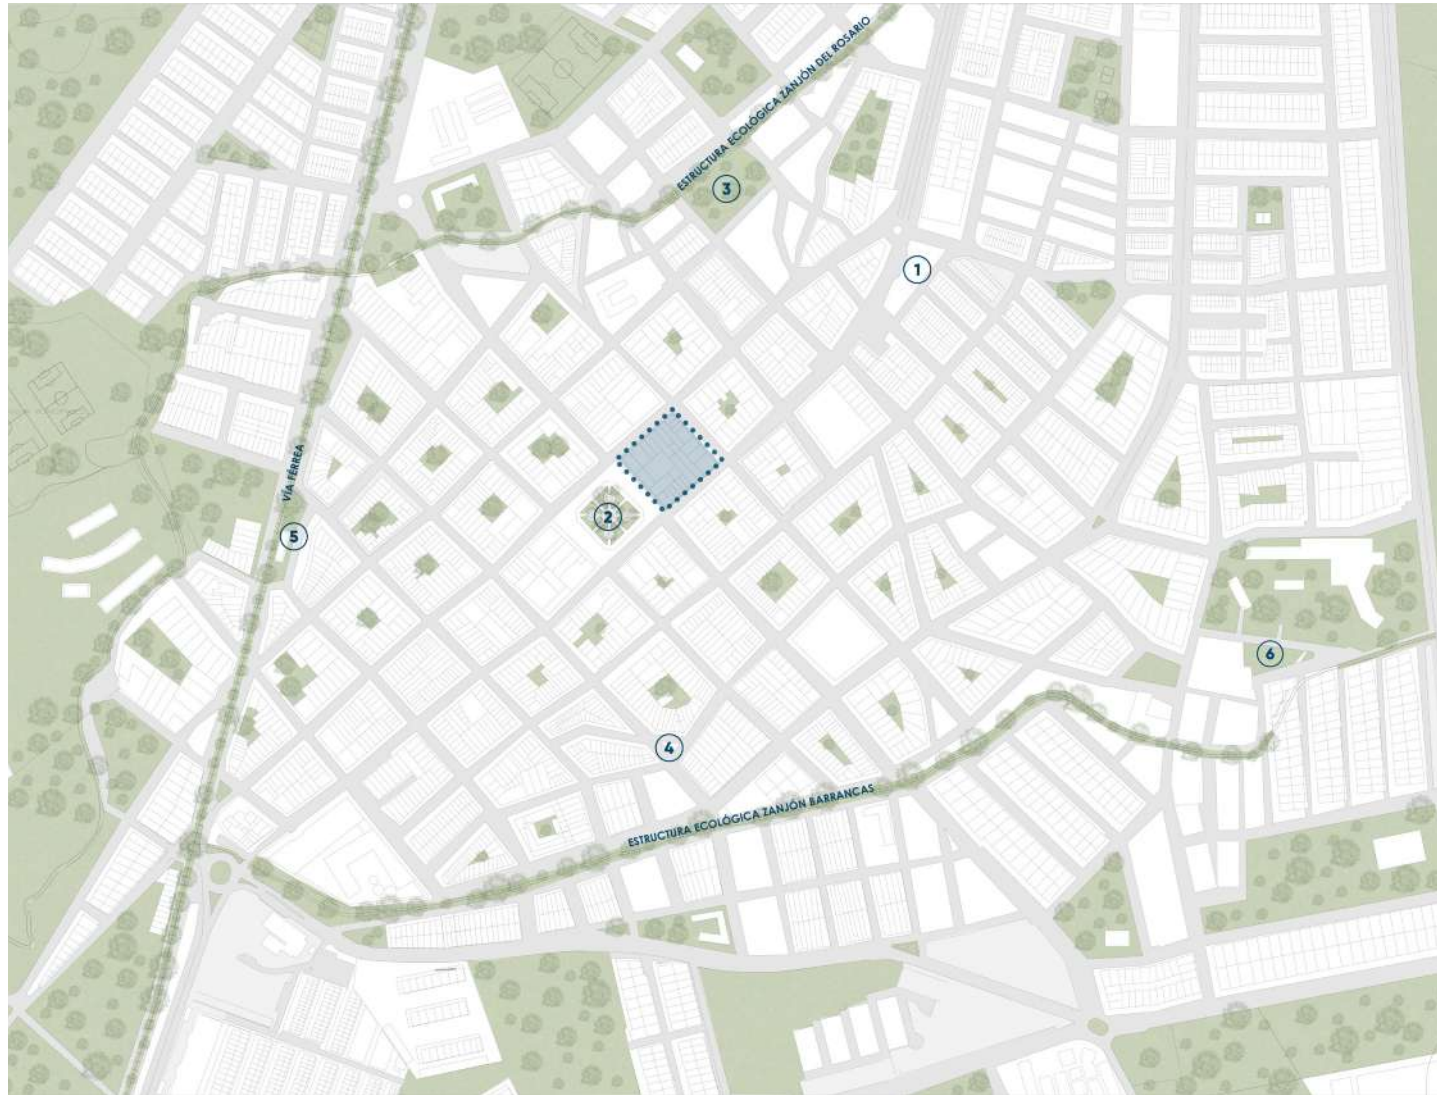 ESTRUCTURA ECOLÓGICA ZANJÓN DEL ROSARIO
3
1
VÍA FÉRREA
2
5
6
4
ESTRUCTURA ECOLÓGICA ZANJÓN BARRANCAS